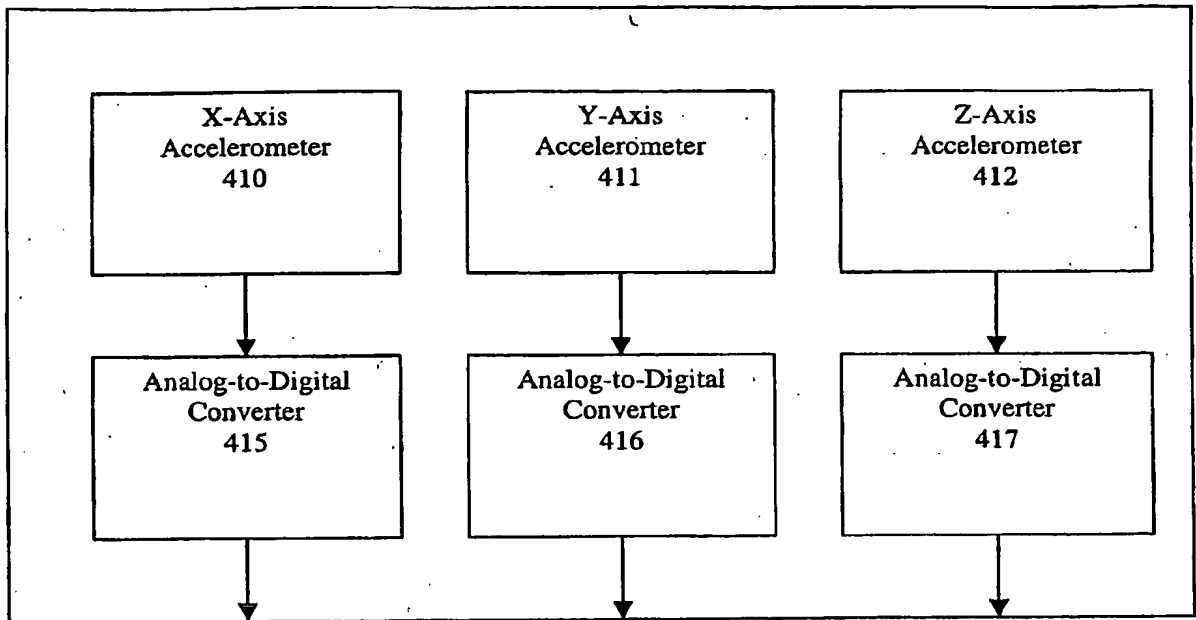 X-Axis
Accelerometer
410
Y-Axis
Accelerometer
411
Z-Axis
Accelerometer
412
Analog-to-Digital
Converter
415
Analog-to-Digital
Converter
416
Analog-to-Digital
Converter
417